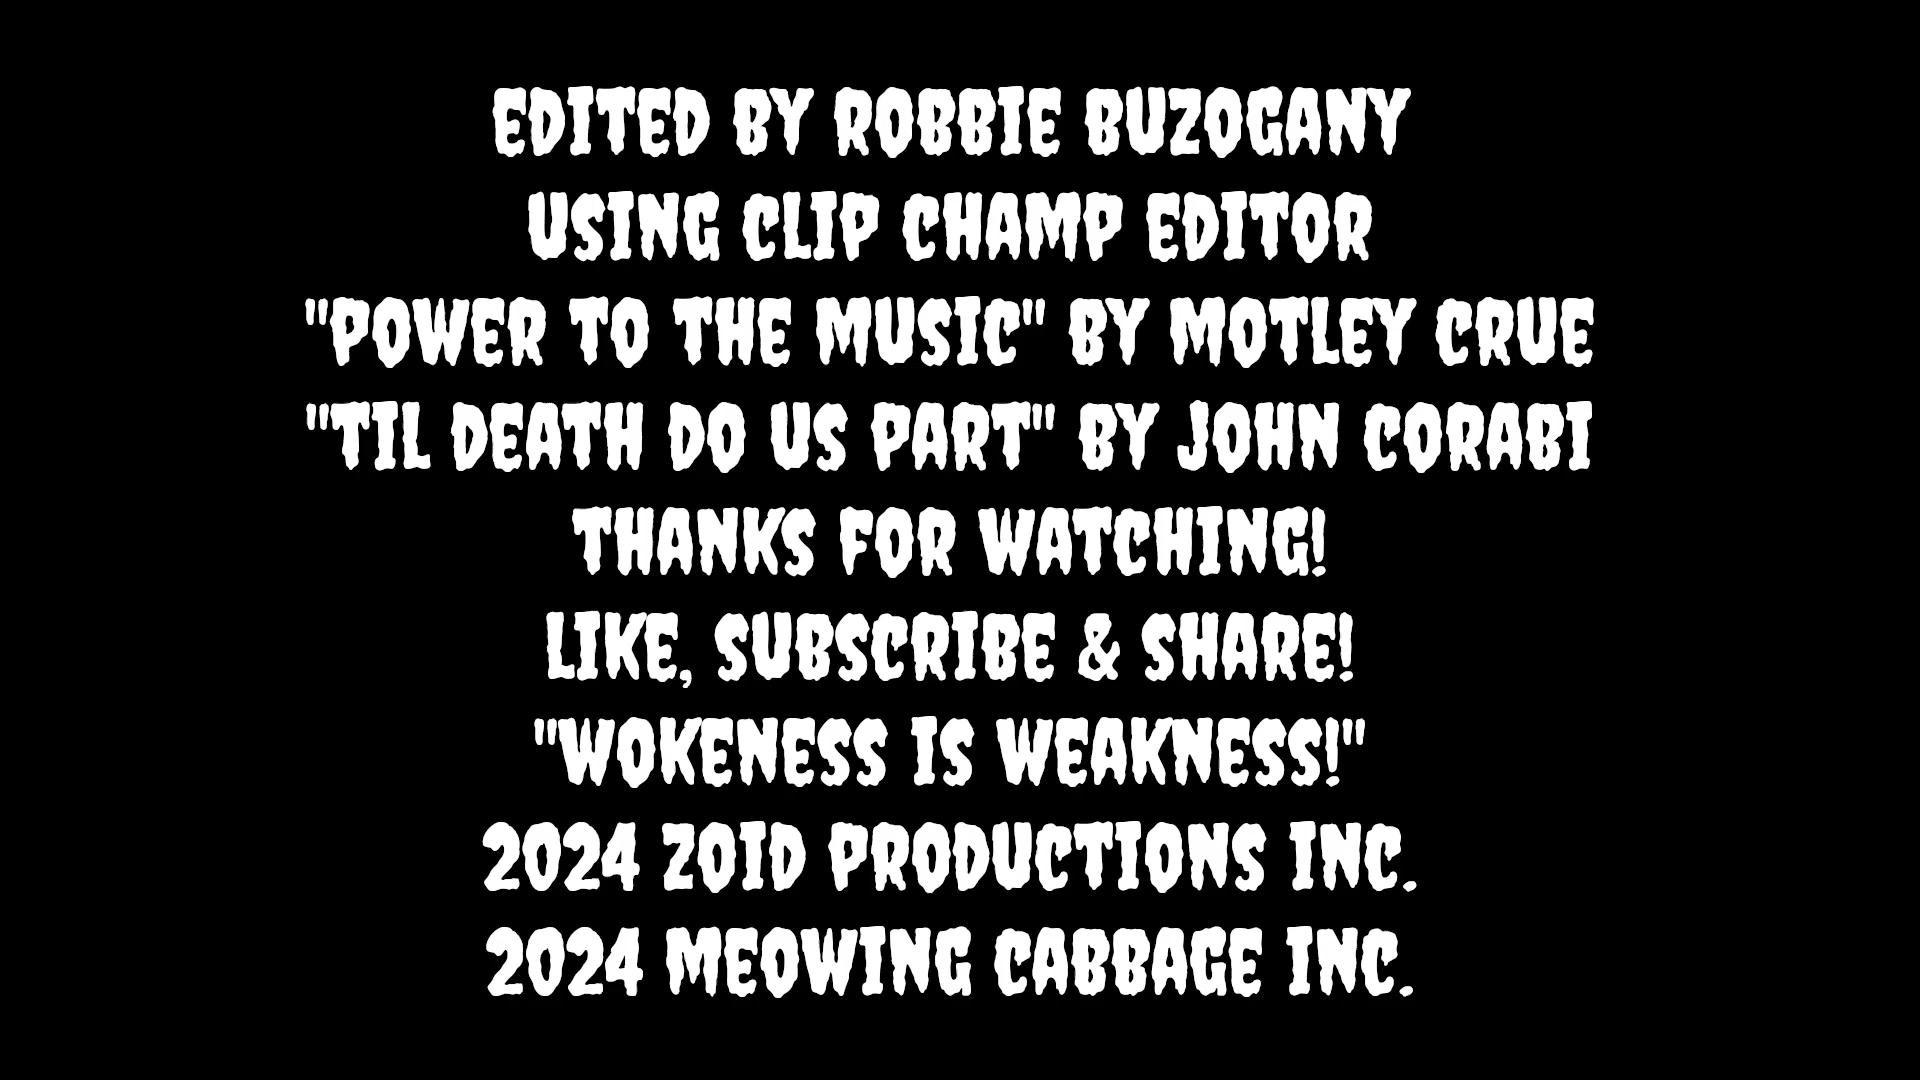 EDITED BY ROBBIE BUZOGANY
USING CLIP CHAMP EDITOR
"POWER TO THE MUSIC" BY MOTLEY CRUE
"TIL DEATH DO US PART" BY JOHN CORABI
THANKS FOR WATCHING!
LIKE, SUBSCRIBE & SHARE!
"WOKENESS IS WEAKNESS!"
2024 ZOID PRODUCTIONS INC.
2024 MEOWING CABBAGE INC.